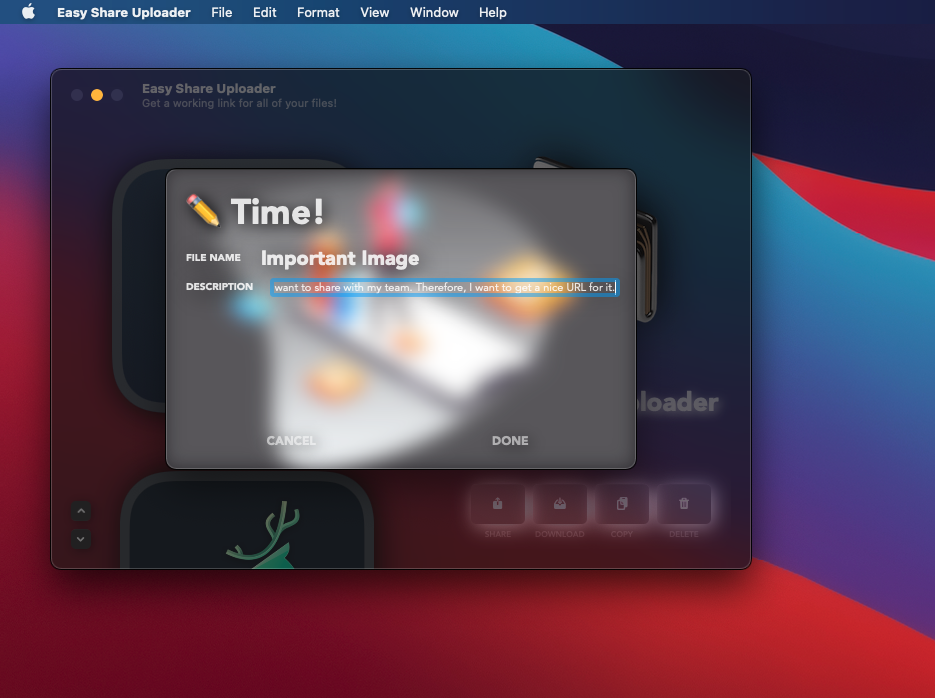 Easy Share Uploader File Edit Format View Window Help
Easy Share Uploader
Get a working link for all of your files!
✏️ Time!
FILE NAME Important Image
DESCRIPTION want to share with my team. Therefore, I want to get a nice URL for it.
loader
CANCEL DONE
SHARE DOWNLOAD COPY DELETE